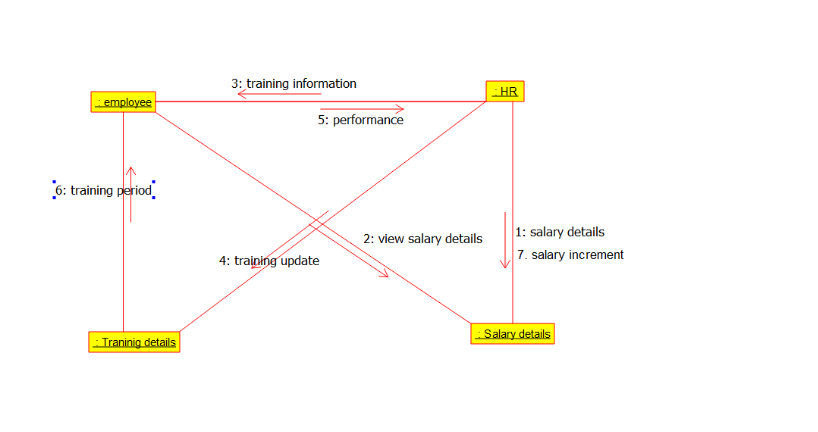 3: training information
: employee
: HR
5: performance
6: training period
1: salary details
2: view salary details
7. salary increment
4: training update
: Traninig details
: Salary details